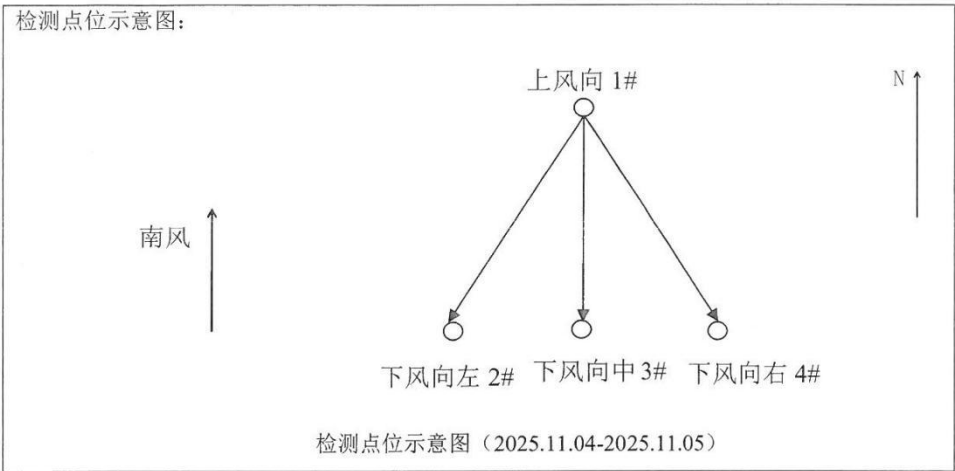 检测点位示意图：
上风向 1#
N
南风
下风向左 2# 下风向中 3# 下风向右 4#
检测点位示意图（2025.11.04-2025.11.05）